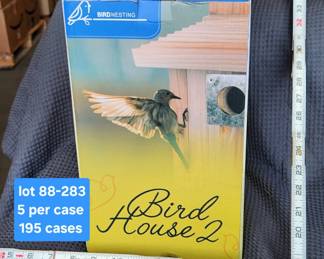 BIRDNESTING
lot 88-283
5 per case
195 cases
Bird
House 2